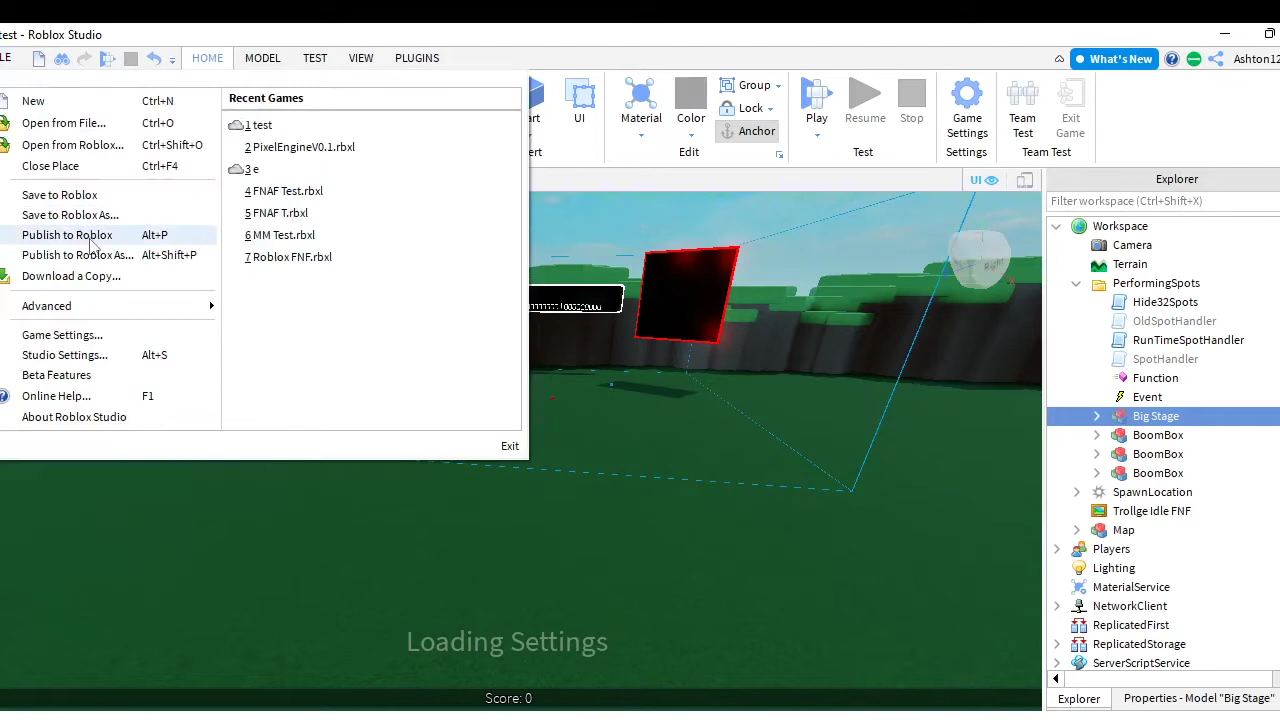 test - Roblox Studio
LE HOME MODEL TEST VIEW PLUGINS What's New Ashton12
New Ctrl+N
Open from File... Ctrl+O
Open from Roblox... Ctrl+Shift+O
Close Place Ctrl+F4
Save to Roblox
Save to Roblox As...
Publish to Roblox Alt+P
Publish to Roblox As... Alt+Shift+P
Download a Copy...
Advanced
Game Settings...
Studio Settings... Alt+S
Beta Features
Online Help... F1
About Roblox Studio
Recent Games
1 test
2 PixelEngineV0.1.rbxl
3 e
4 FNAF Test.rbxl
5 FNAF T.rbxl
6 MM Test.rbxl
7 Roblox FNF.rbxl
Exit
art UI
ert
Material Color Group
Lock
Anchor
Edit
Play Resume Stop
Test
Game Settings
Settings
Team Test Exit Game
Team Test
UI
Right
X
Loading Settings
Score: 0
Explorer
Filter workspace (Ctrl+Shift+X)
Workspace
Camera
Terrain
PerformingSpots
Hide32Spots
OldSpotHandler
RunTimeSpotHandler
SpotHandler
Function
Event
Big Stage
BoomBox
BoomBox
BoomBox
SpawnLocation
Trollge Idle FNF
Map
Players
Lighting
MaterialService
NetworkClient
ReplicatedFirst
ReplicatedStorage
ServerScriptService
Explorer Properties - Model "Big Stage"